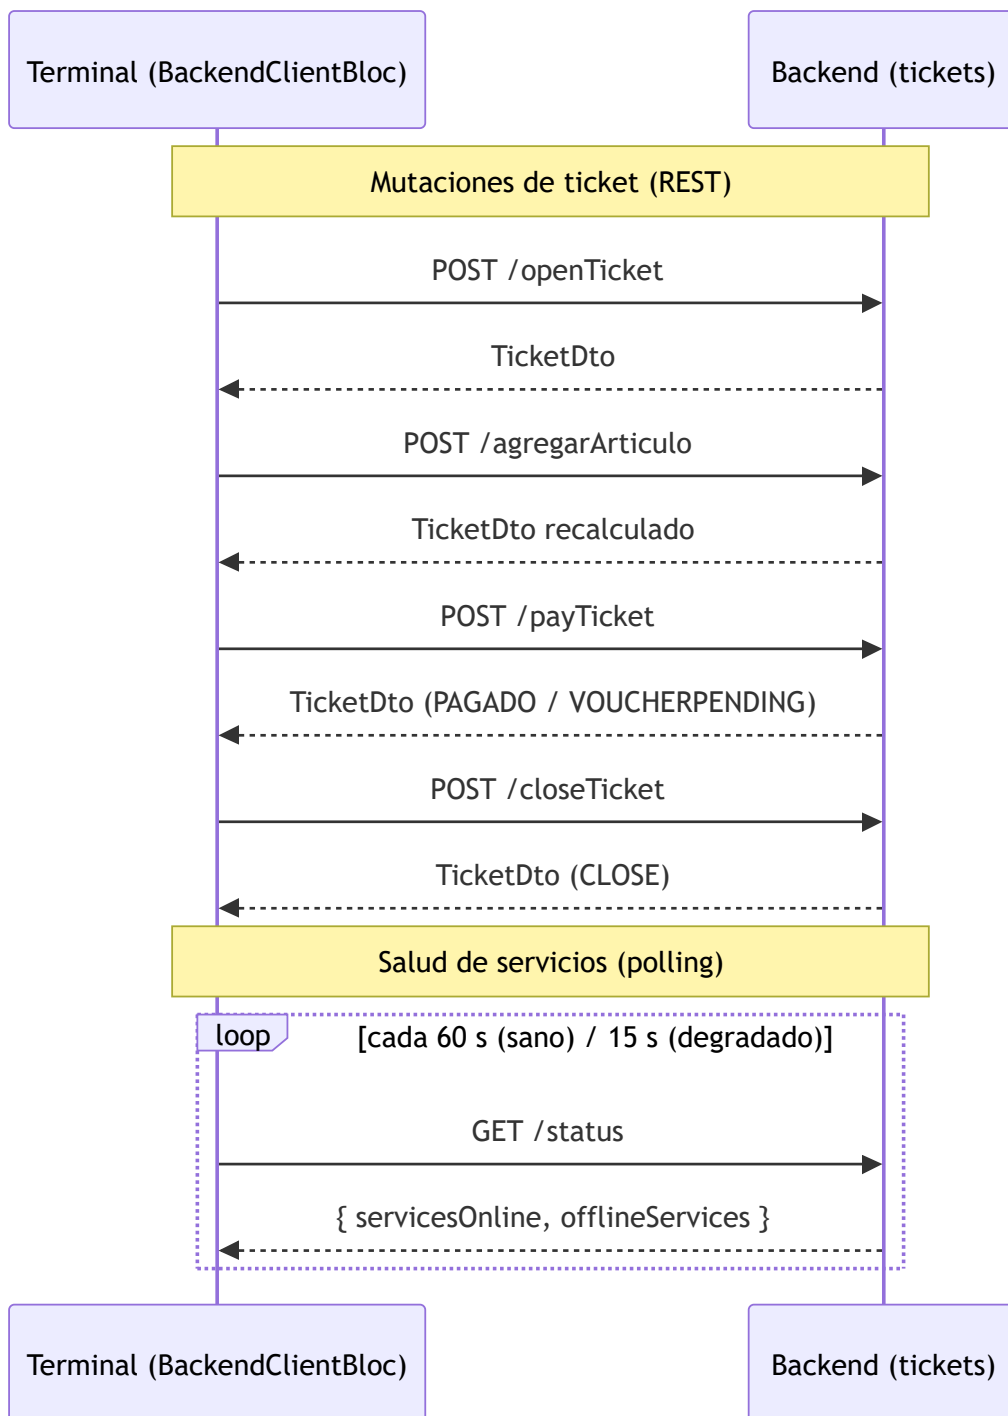 Terminal (BackendClientBloc)
Backend (tickets)
Mutaciones de ticket (REST)
POST /openTicket
TicketDto
POST /agregarArticulo
TicketDto recalculado
POST /payTicket
TicketDto (PAGADO / VOUCHERPENDING)
POST /closeTicket
TicketDto (CLOSE)
Salud de servicios (polling)
loop
[cada 60 s (sano) / 15 s (degradado)]
GET /status
{ servicesOnline, offlineServices }
Terminal (BackendClientBloc)
Backend (tickets)